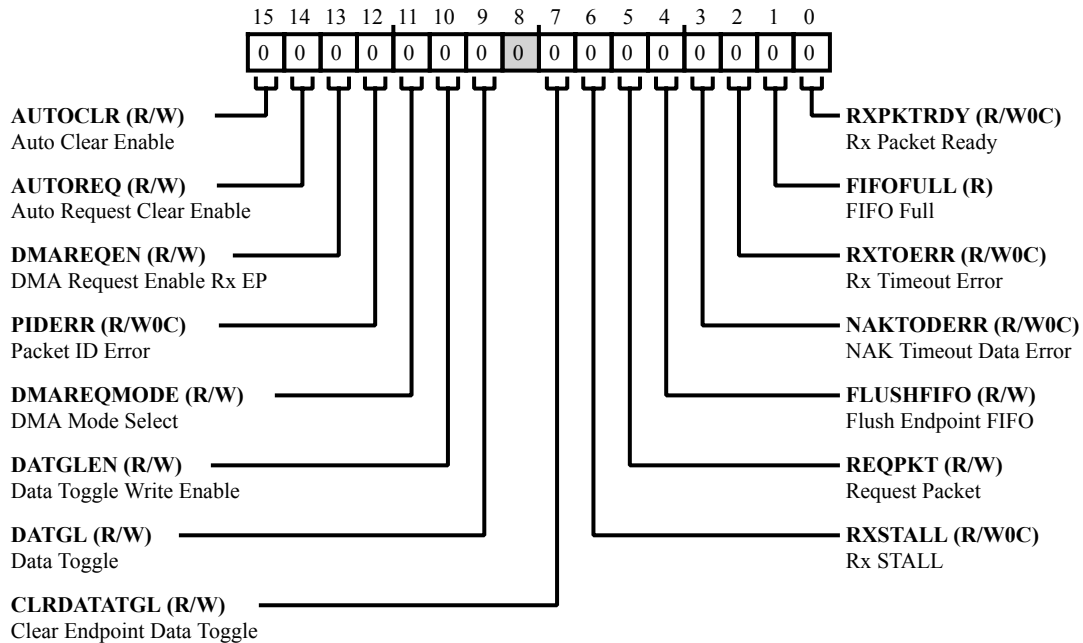 15 14 13 12 11 10 9 8 7 6 5 4 3 2 1 0
0 0 0 0 0 0 0 0 0 0 0 0 0 0 0 0
AUTOCLR (R/W)
Auto Clear Enable
AUTOREQ (R/W)
Auto Request Clear Enable
DMAREQEN (R/W)
DMA Request Enable Rx EP
PIDERR (R/W0C)
Packet ID Error
DMAREQMODE (R/W)
DMA Mode Select
DATGLEN (R/W)
Data Toggle Write Enable
DATGL (R/W)
Data Toggle
CLRDATATGL (R/W)
Clear Endpoint Data Toggle
RXPKTRDY (R/W0C)
Rx Packet Ready
FIFOFULL (R)
FIFO Full
RXTOERR (R/W0C)
Rx Timeout Error
NAKTODERR (R/W0C)
NAK Timeout Data Error
FLUSHFIFO (R/W)
Flush Endpoint FIFO
REQPKT (R/W)
Request Packet
RXSTALL (R/W0C)
Rx STALL